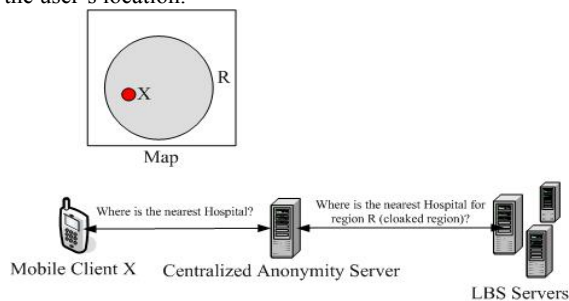 the user's location.
R
X
Map
Where is the nearest Hospital?
Where is the nearest Hospital for
region R (cloaked region)?
Mobile Client X
Centralized Anonymity Server
LBS Servers